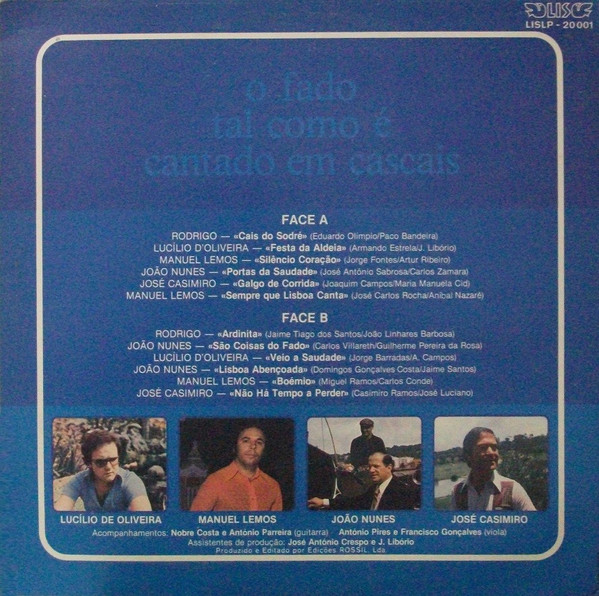 OLISO
LISLP - 20001
o fado
tal como é
cantado em cascais
FACE A
RODRIGO — «Cais do Sodré» (Eduardo Olimpio/Paco Bandeira)
LUCÍLIO D'OLIVEIRA — «Festa da Aldeia» (Armando Estrela/J. Libório)
MANUEL LEMOS — «Silêncio Coração» (Jorge Fontes/Artur Ribeiro)
JOÃO NUNES — «Portas da Saudade» (José António Sabrosa/Carlos Zamara)
JOSÉ CASIMIRO — «Galgo de Corrida» (Joaquim Campos/Maria Manuela Cid)
MANUEL LEMOS — «Sempre que Lisboa Canta» (José Carlos Rocha/Anibal Nazaré)
FACE B
RODRIGO — «Ardinita» (Jaime Tiago dos Santos/João Linhares Barbosa)
JOÃO NUNES — «São Coisas do Fado» (Carlos Villareth/Guilherme Pereira da Rosa)
LUCÍLIO D'OLIVEIRA — «Veio a Saudade» (Jorge Barradas/A. Campos)
JOÃO NUNES — «Lisboa Abençoada» (Domingos Gonçalves Costa/Jaime Santos)
MANUEL LEMOS — «Boémio» (Miguel Ramos/Carlos Conde)
JOSÉ CASIMIRO — «Não Há Tempo a Perder» (Casimiro Ramos/José Luciano)
LUCÍLIO DE OLIVEIRA MANUEL LEMOS JOÃO NUNES JOSÉ CASIMIRO
Acompanhamentos: Nobre Costa e António Parreira (guitarra) António Pires e Francisco Gonçalves (viola)
Assistentes de produção: José António Crespo e J. Libório
Produzido e Editado por Edições ROSSIL, Lda